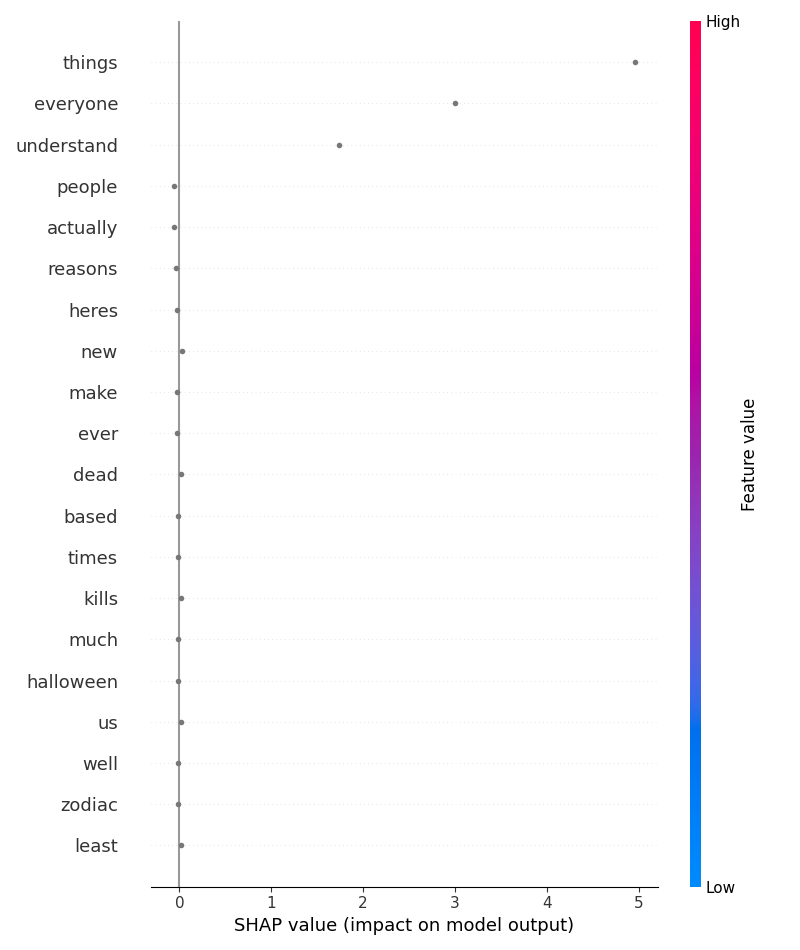 High
things
everyone
understand
people
actually
reasons
heres
new
make
ever
dead
based
times
kills
much
halloween
us
well
zodiac
least
Feature value
Low
0 1 2 3 4 5
SHAP value (impact on model output)